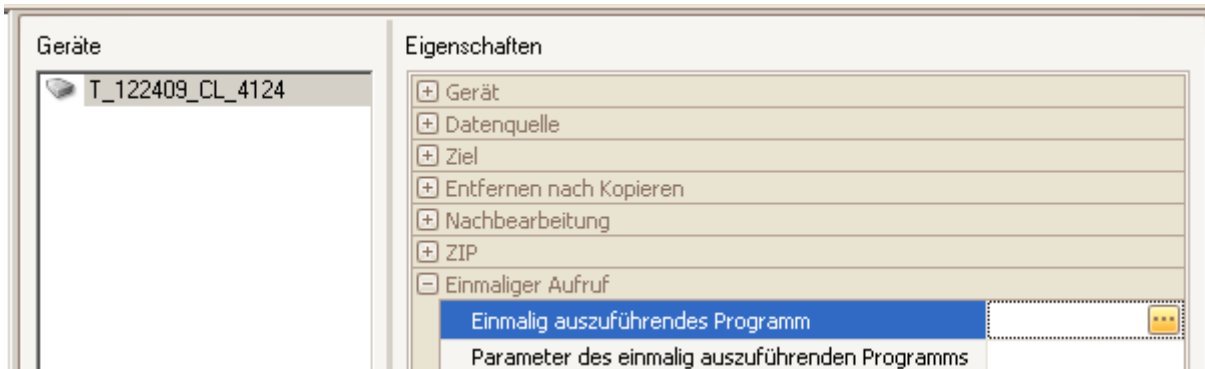 Geräte
T_122409_CL_4124
Eigenschaften
Gerät
Datenquelle
Ziel
Entfernen nach Kopieren
Nachbearbeitung
ZIP
Einmaliger Aufruf
Einmalig auszuführendes Programm
Parameter des einmalig auszuführenden Programms